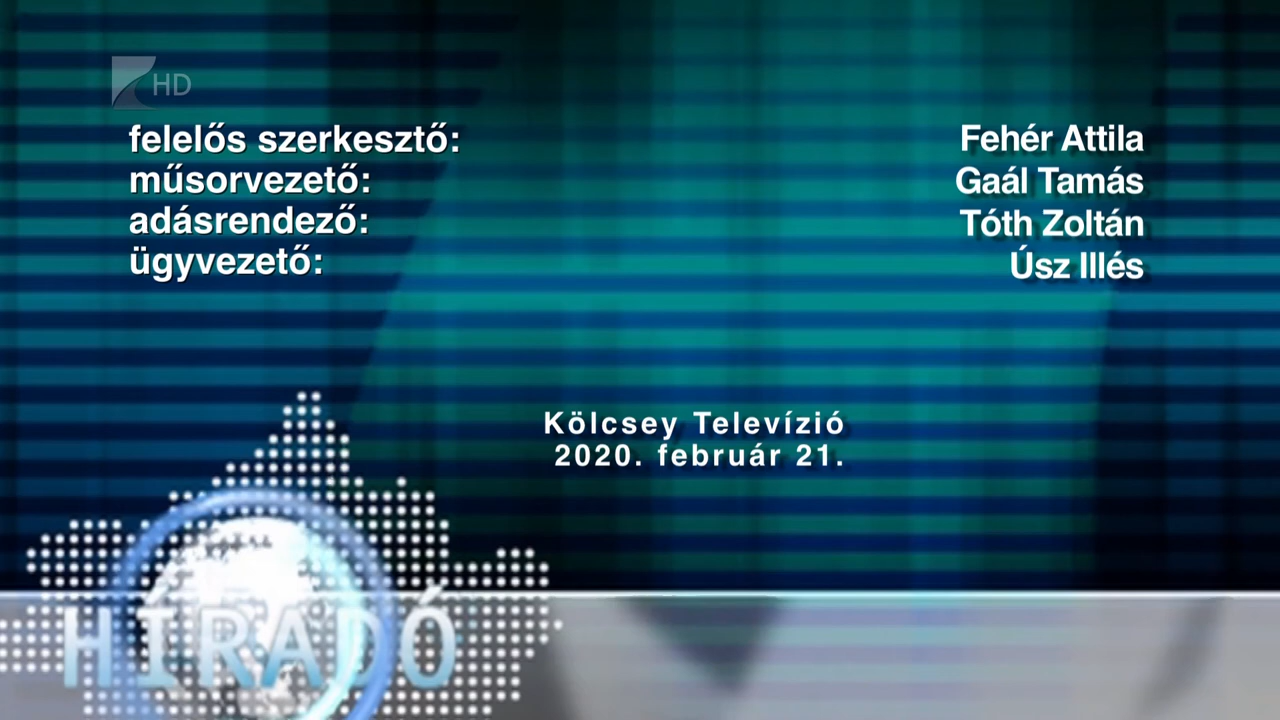 HD
felelős szerkesztő: Fehér Attila
műsorvezető: Gaál Tamás
adásrendező: Tóth Zoltán
ügyvezető: Úsz Illés
Kölcsey Televízió
2020. február 21.
HÍRADÓ